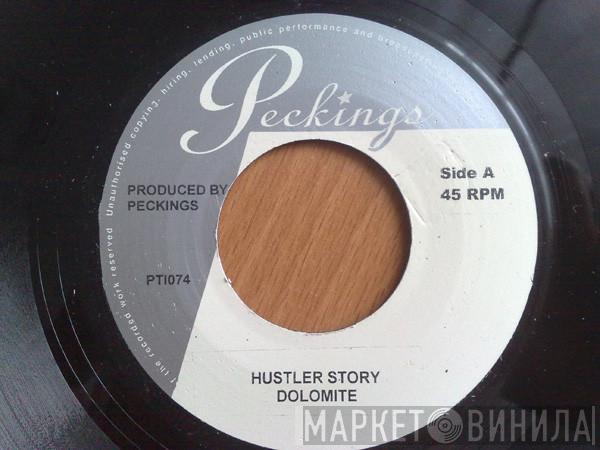 of the recorded work reserved Unauthorised copying, hiring, lending, public performance and broadcasting
Peckings
PRODUCED BY
PECKINGS
Side A
45 RPM
PTI074
HUSTLER STORY
DOLOMITE
МАРКЕТ ВИНИЛА